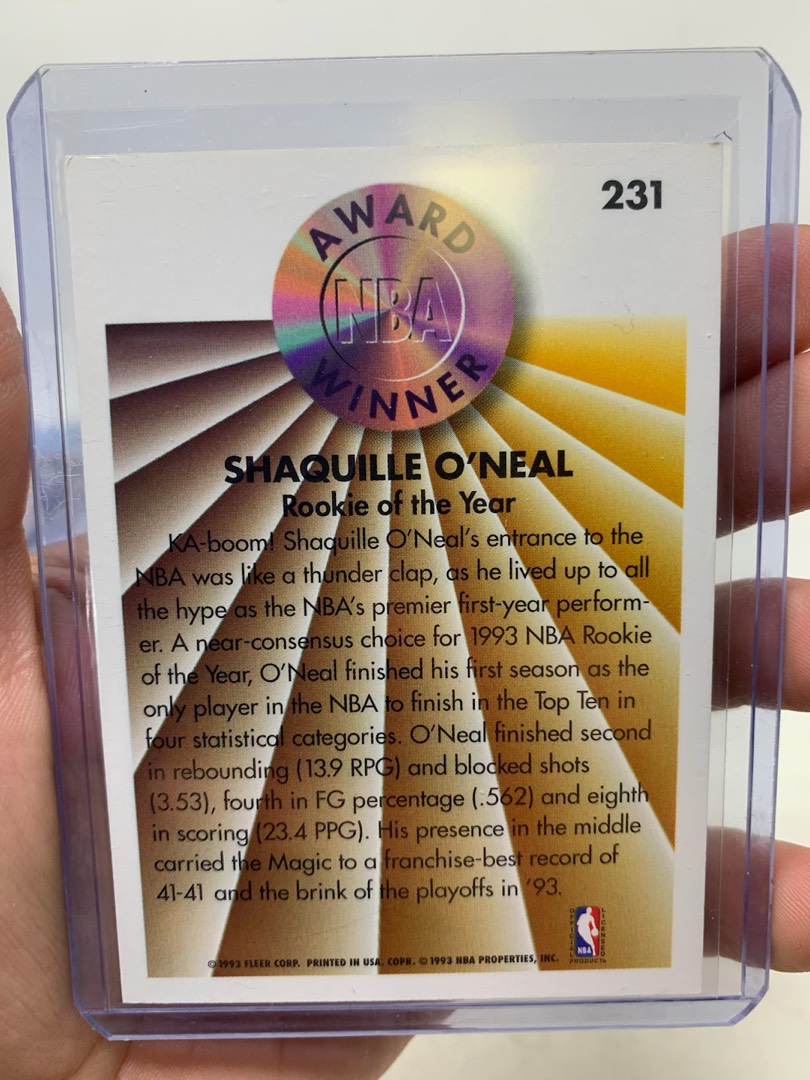 231
AWARD
NBA
WINNER
SHAQUILLE O'NEAL
Rookie of the Year
KA-boom! Shaquille O'Neal's entrance to the
NBA was like a thunder clap, as he lived up to all
the hype as the NBA's premier first-year perform-
er. A near-consensus choice for 1993 NBA Rookie
of the Year, O'Neal finished his first season as the
only player in the NBA to finish in the Top Ten in
four statistical categories. O'Neal finished second
in rebounding (13.9 RPG) and blocked shots
(3.53), fourth in FG percentage (.562) and eighth
in scoring (23.4 PPG). His presence in the middle
carried the Magic to a franchise-best record of
41-41 and the brink of the playoffs in '93.
OFFICIAL
NBA
LICENSED
PRODUCT
© 1993 FLEER CORP. PRINTED IN USA. COPR. © 1993 NBA PROPERTIES, INC.